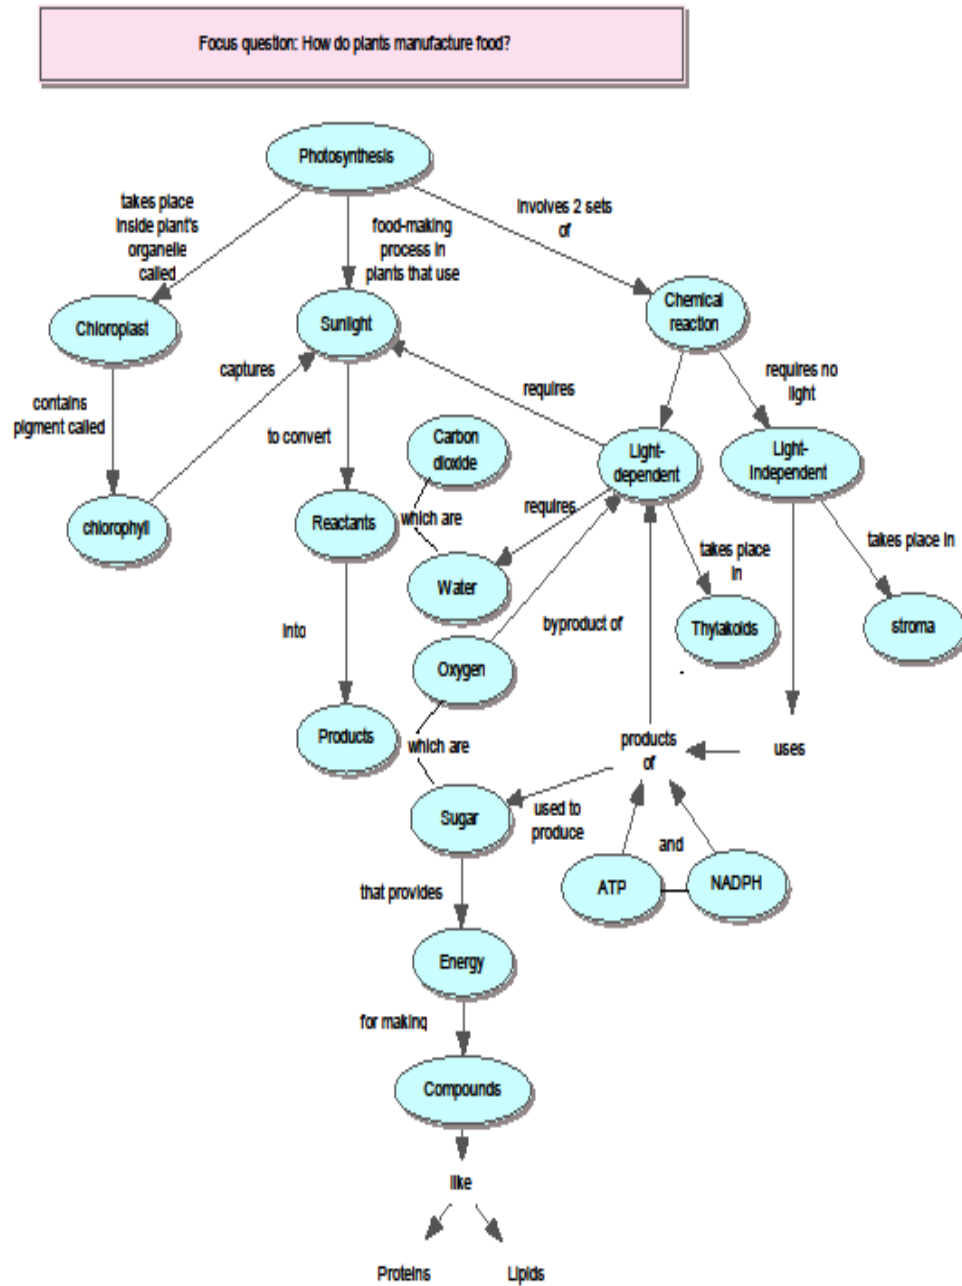 Focus question: How do plants manufacture food?
Photosynthesis
takes place
inside plant's
organelle
called
food-making
process in
plants that use
involves 2 sets
of
Chloroplast
Sunlight
Chemical
reaction
captures
requires
requires no
light
contains
pigment called
to convert
Carbon
dioxide
Light-
dependent
Light-
independent
chlorophyll
Reactants
which are
requires
takes place in
Water
takes place
in
into
byproduct of
Thylakoids
stroma
Oxygen
Products
which are
products
of
uses
Sugar
used to
produce
and
ATP
NADPH
that provides
Energy
for making
Compounds
like
Proteins
Lipids